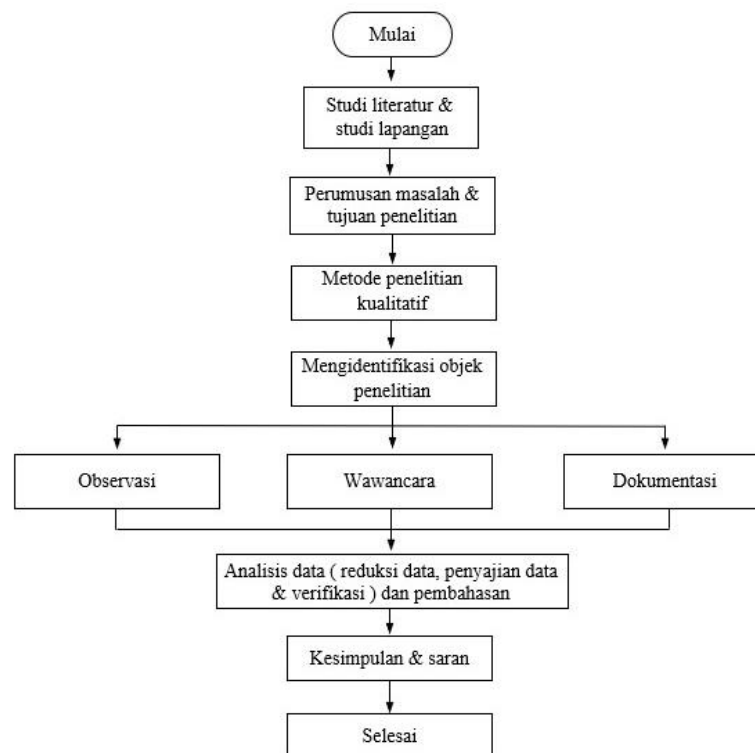 Mulai
Studi literatur &
studi lapangan
Perumusan masalah &
tujuan penelitian
Metode penelitian
kualitatif
Mengidentifikasi objek
penelitian
Observasi
Wawancara
Dokumentasi
Analisis data ( reduksi data, penyajian data
& verifikasi ) dan pembahasan
Kesimpulan & saran
Selesai